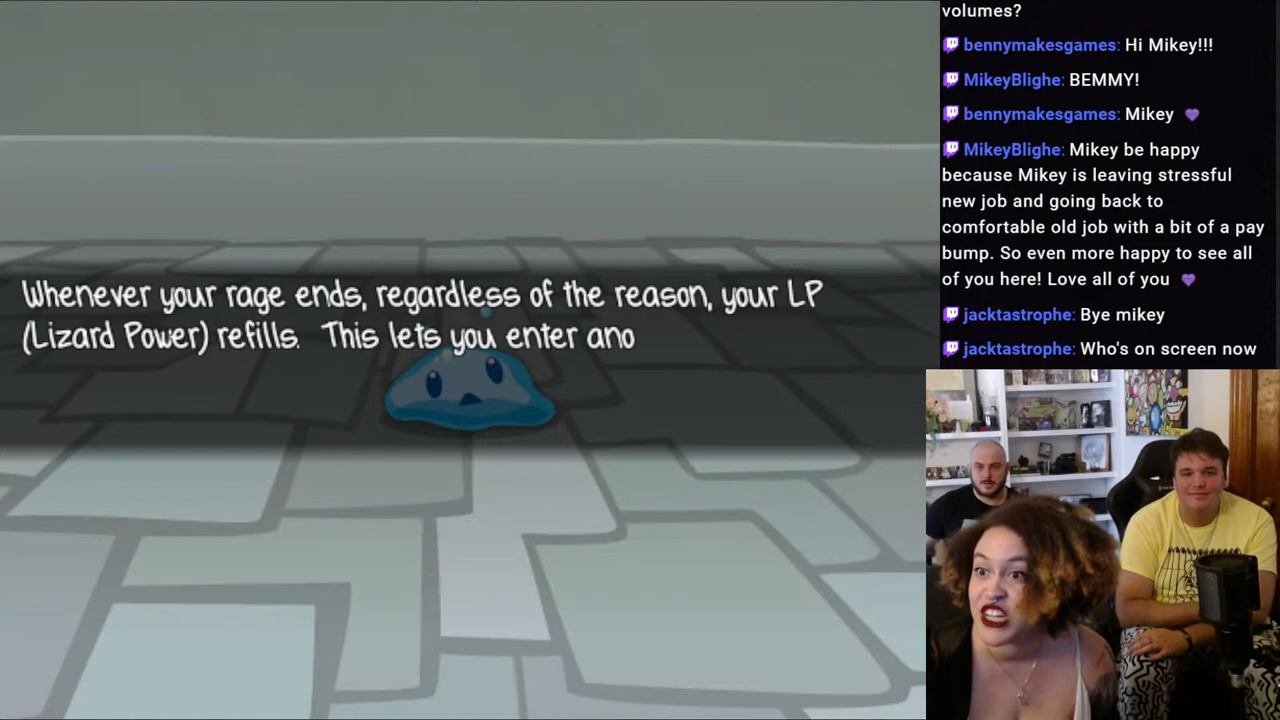 Whenever your rage ends, regardless of the reason, your LP
(Lizard Power) refills. This lets you enter ano
volumes?
bennymakesgames: Hi Mikey!!!
MikeyBlighe: BEMMY!
bennymakesgames: Mikey
MikeyBlighe: Mikey be happy
because Mikey is leaving stressful
new job and going back to
comfortable old job with a bit of a pay
bump. So even more happy to see all
of you here! Love all of you
jacktastrophe: Bye mikey
jacktastrophe: Who's on screen now